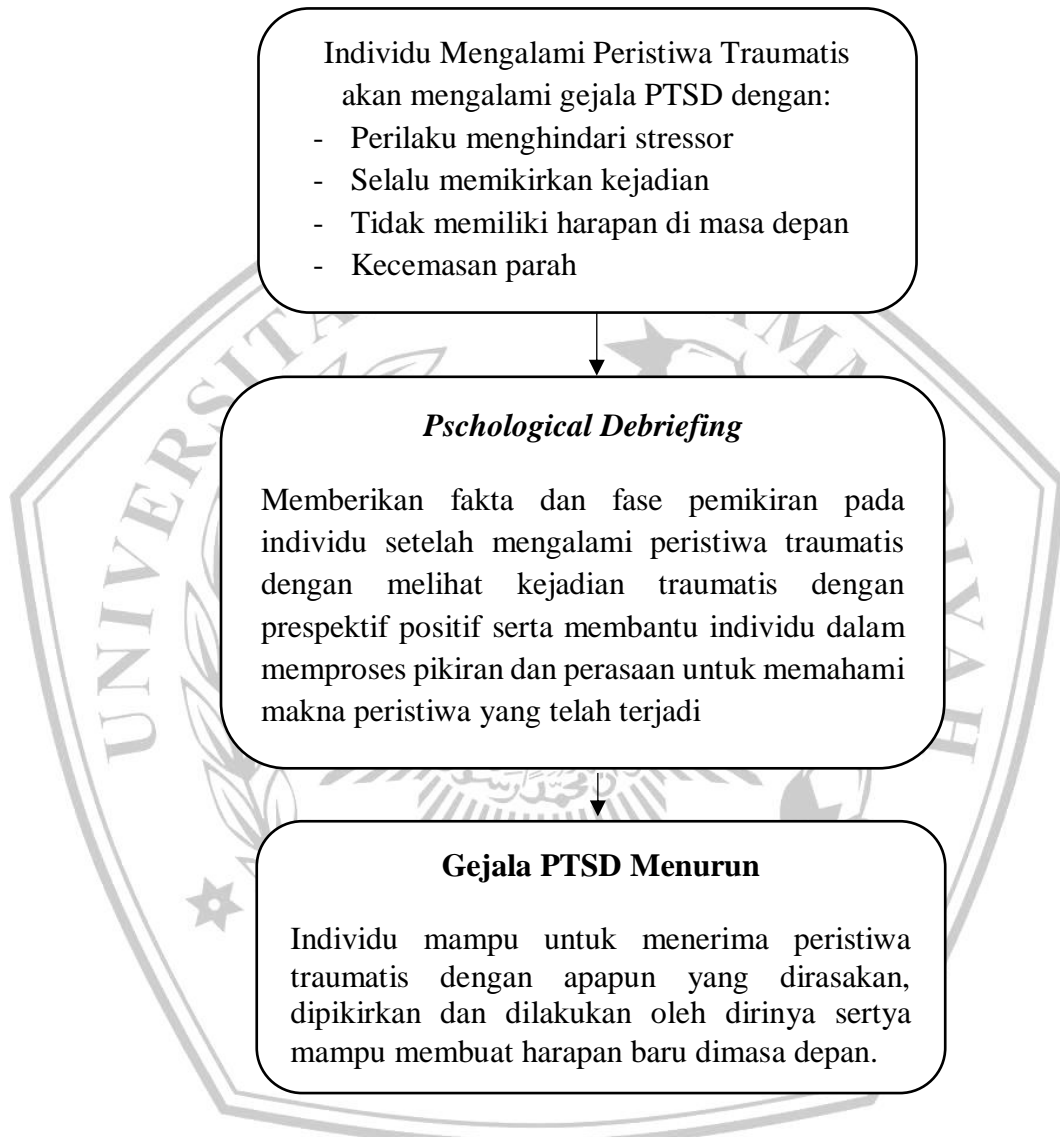 Individu Mengalami Peristiwa Traumatis
akan mengalami gejala PTSD dengan:
- Perilaku menghindari stressor
- Selalu memikirkan kejadian
- Tidak memiliki harapan di masa depan
- Kecemasan parah
Pschological Debriefing
Memberikan fakta dan fase pemikiran pada
individu setelah mengalami peristiwa traumatis
dengan melihat kejadian traumatis dengan
prespektif positif serta membantu individu dalam
memproses pikiran dan perasaan untuk memahami
makna peristiwa yang telah terjadi
Gejala PTSD Menurun
Individu mampu untuk menerima peristiwa
traumatis dengan apapun yang dirasakan,
dipikirkan dan dilakukan oleh dirinya sertya
mampu membuat harapan baru dimasa depan.